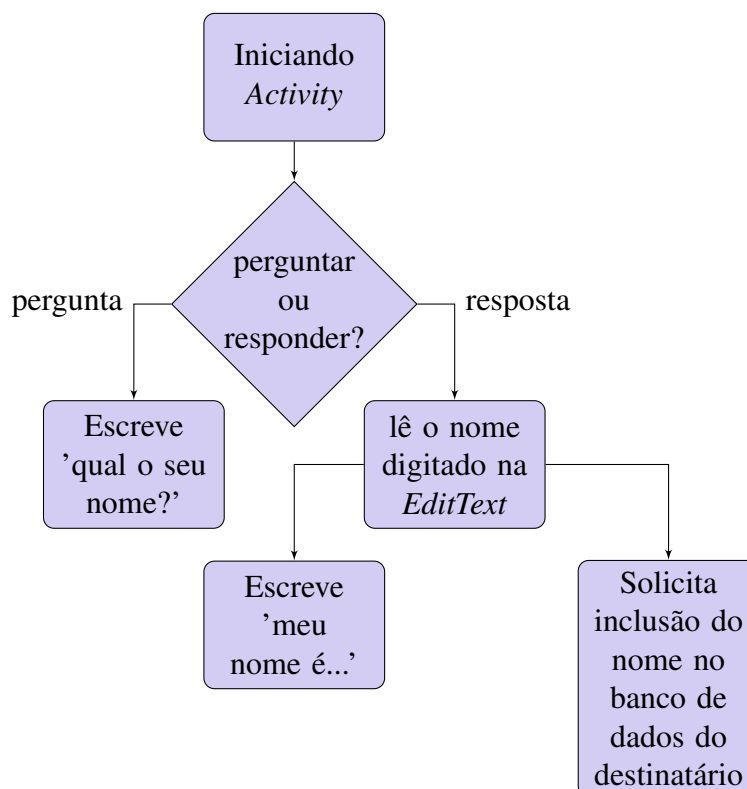 Iniciando
Activity
perguntar
ou
responder?
pergunta
resposta
Escreve
’qual o seu
nome?’
lê o nome
digitado na
EditText
Escreve
’meu
nome é...’
Solicita
inclusão do
nome no
banco de
dados do
destinatário